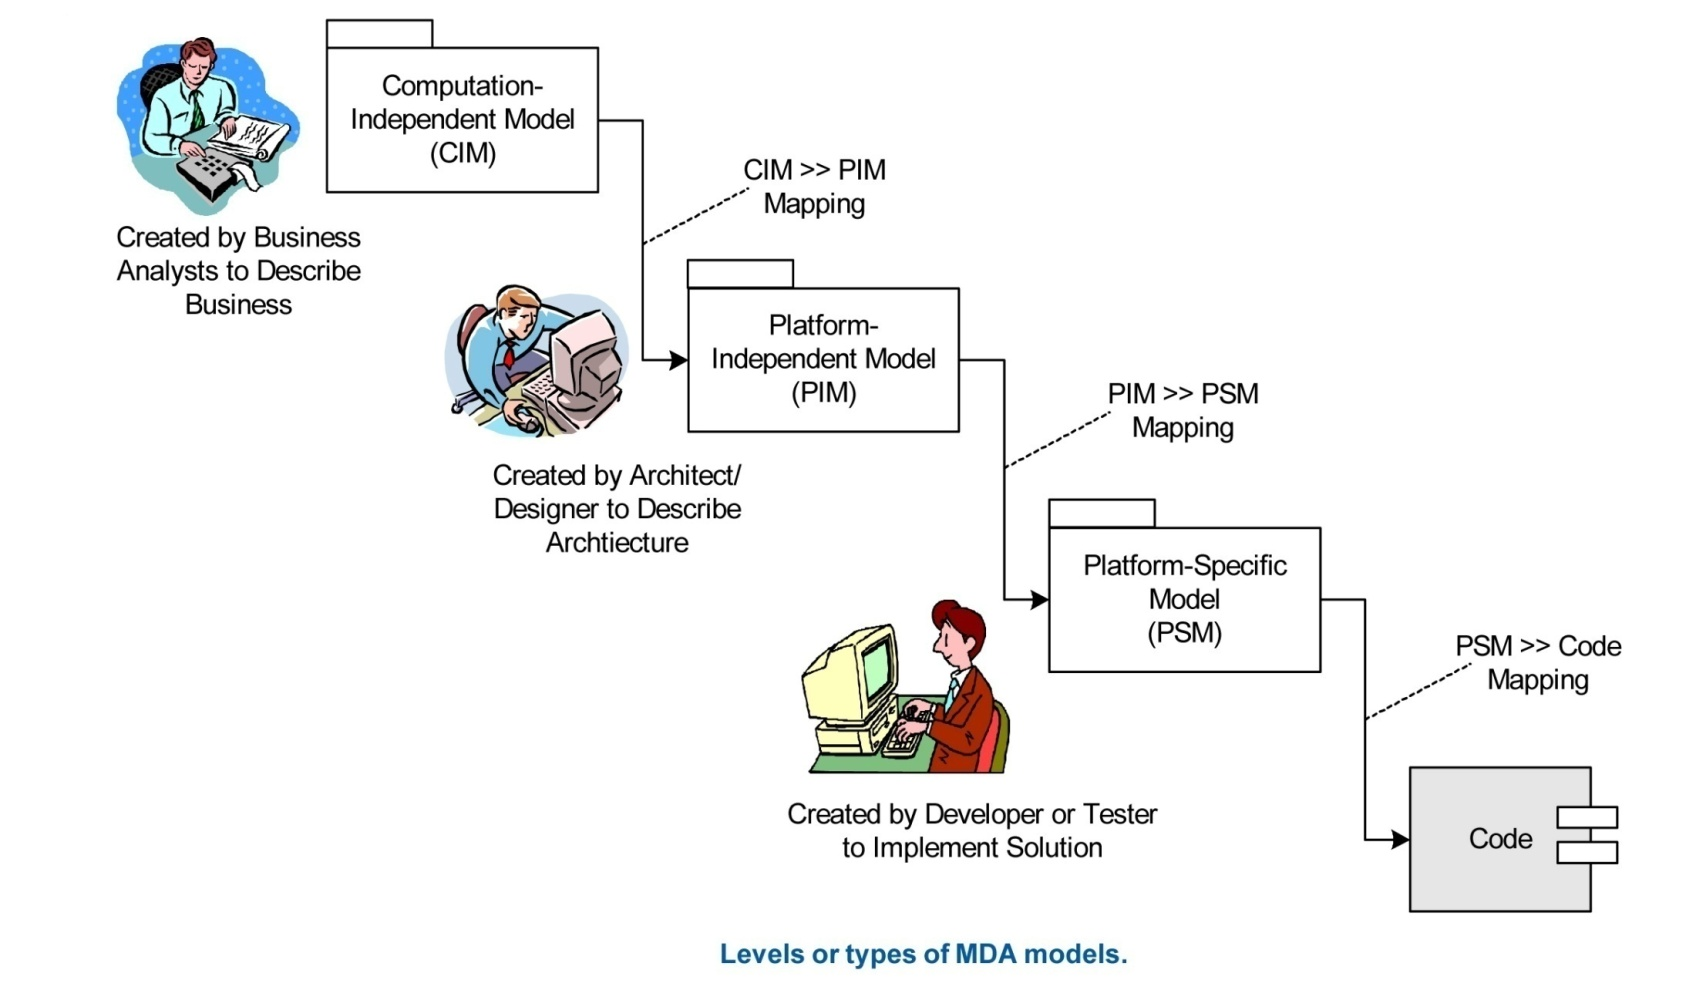 Computation-
Independent Model
(CIM)
CIM >> PIM
Mapping
Created by Business
Analysts to Describe
Business
Platform-
Independent Model
(PIM)
PIM >> PSM
Mapping
Created by Architect/
Designer to Describe
Archtiecture
Platform-Specific
Model
(PSM)
PSM >> Code
Mapping
Created by Developer or Tester
to Implement Solution
Code
Levels or types of MDA models.